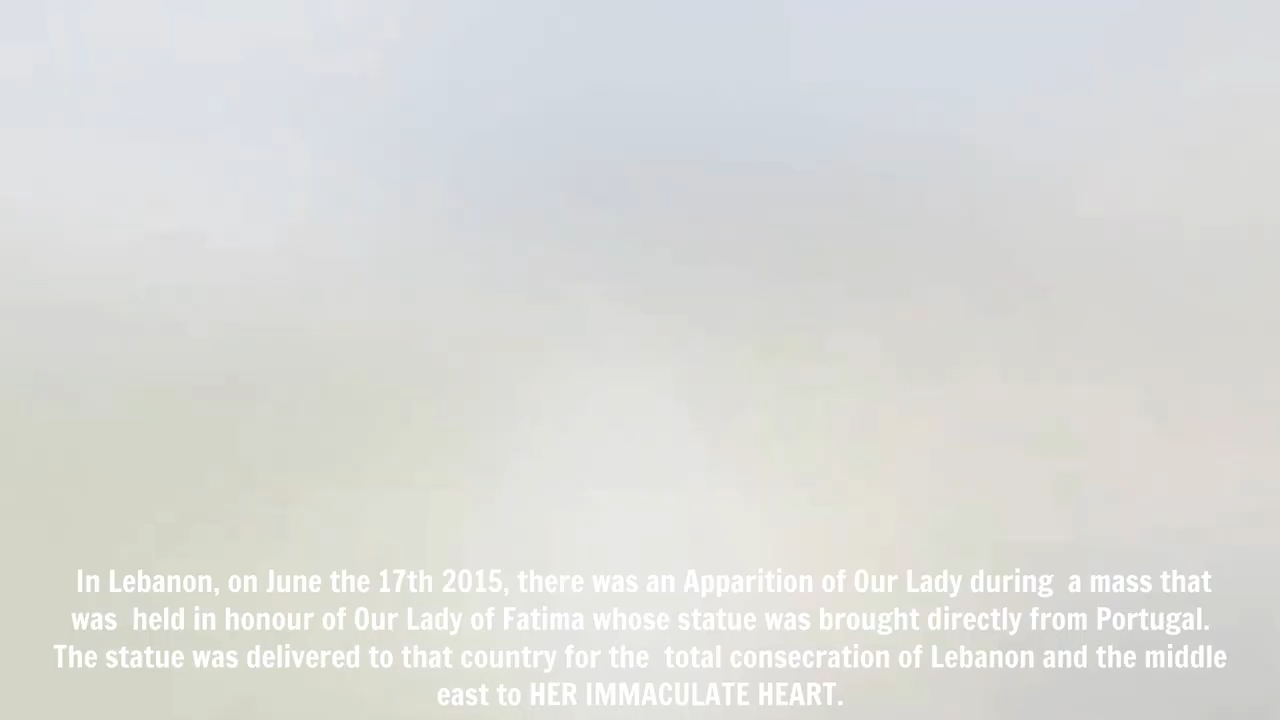 In Lebanon, on June the 17th 2015, there was an Apparition of Our Lady during  a mass that
was  held in honour of Our Lady of Fatima whose statue was brought directly from Portugal.
The statue was delivered to that country for the  total consecration of Lebanon and the middle
east to HER IMMACULATE HEART.